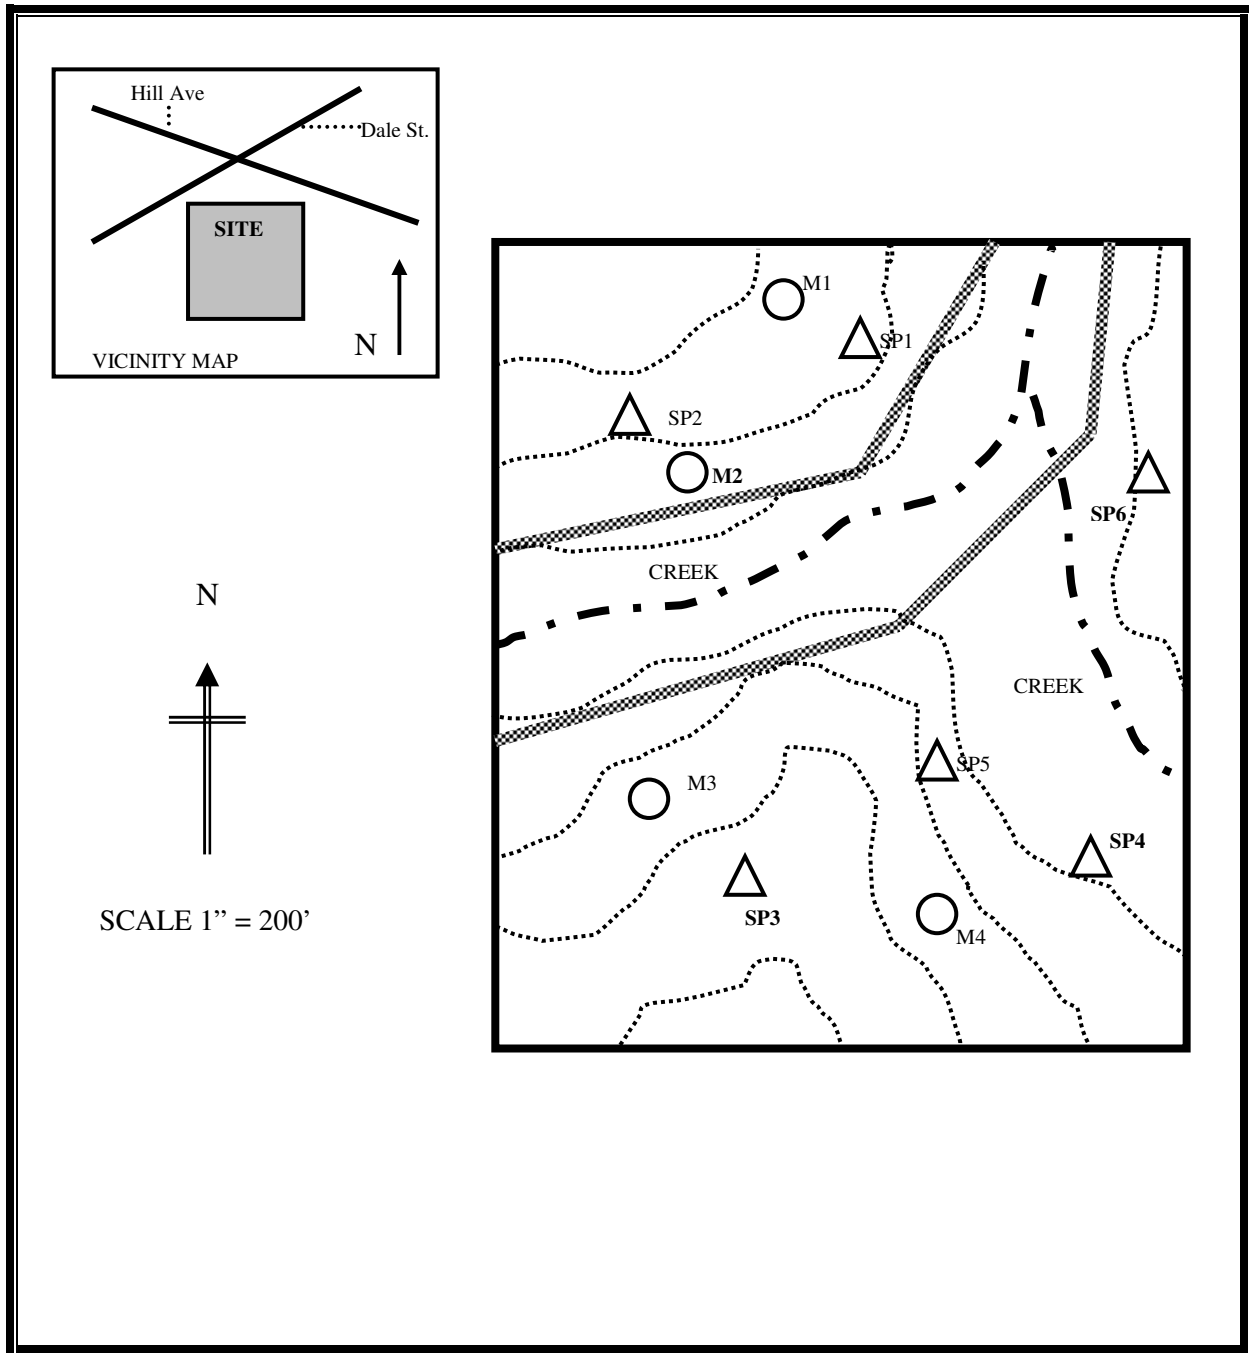 Hill Ave
Dale St.
SITE
N
VICINITY MAP
M1
SP1
SP2
M2
SP6
CREEK
N
CREEK
SP5
M3
SP4
SCALE 1” = 200’
SP3
M4